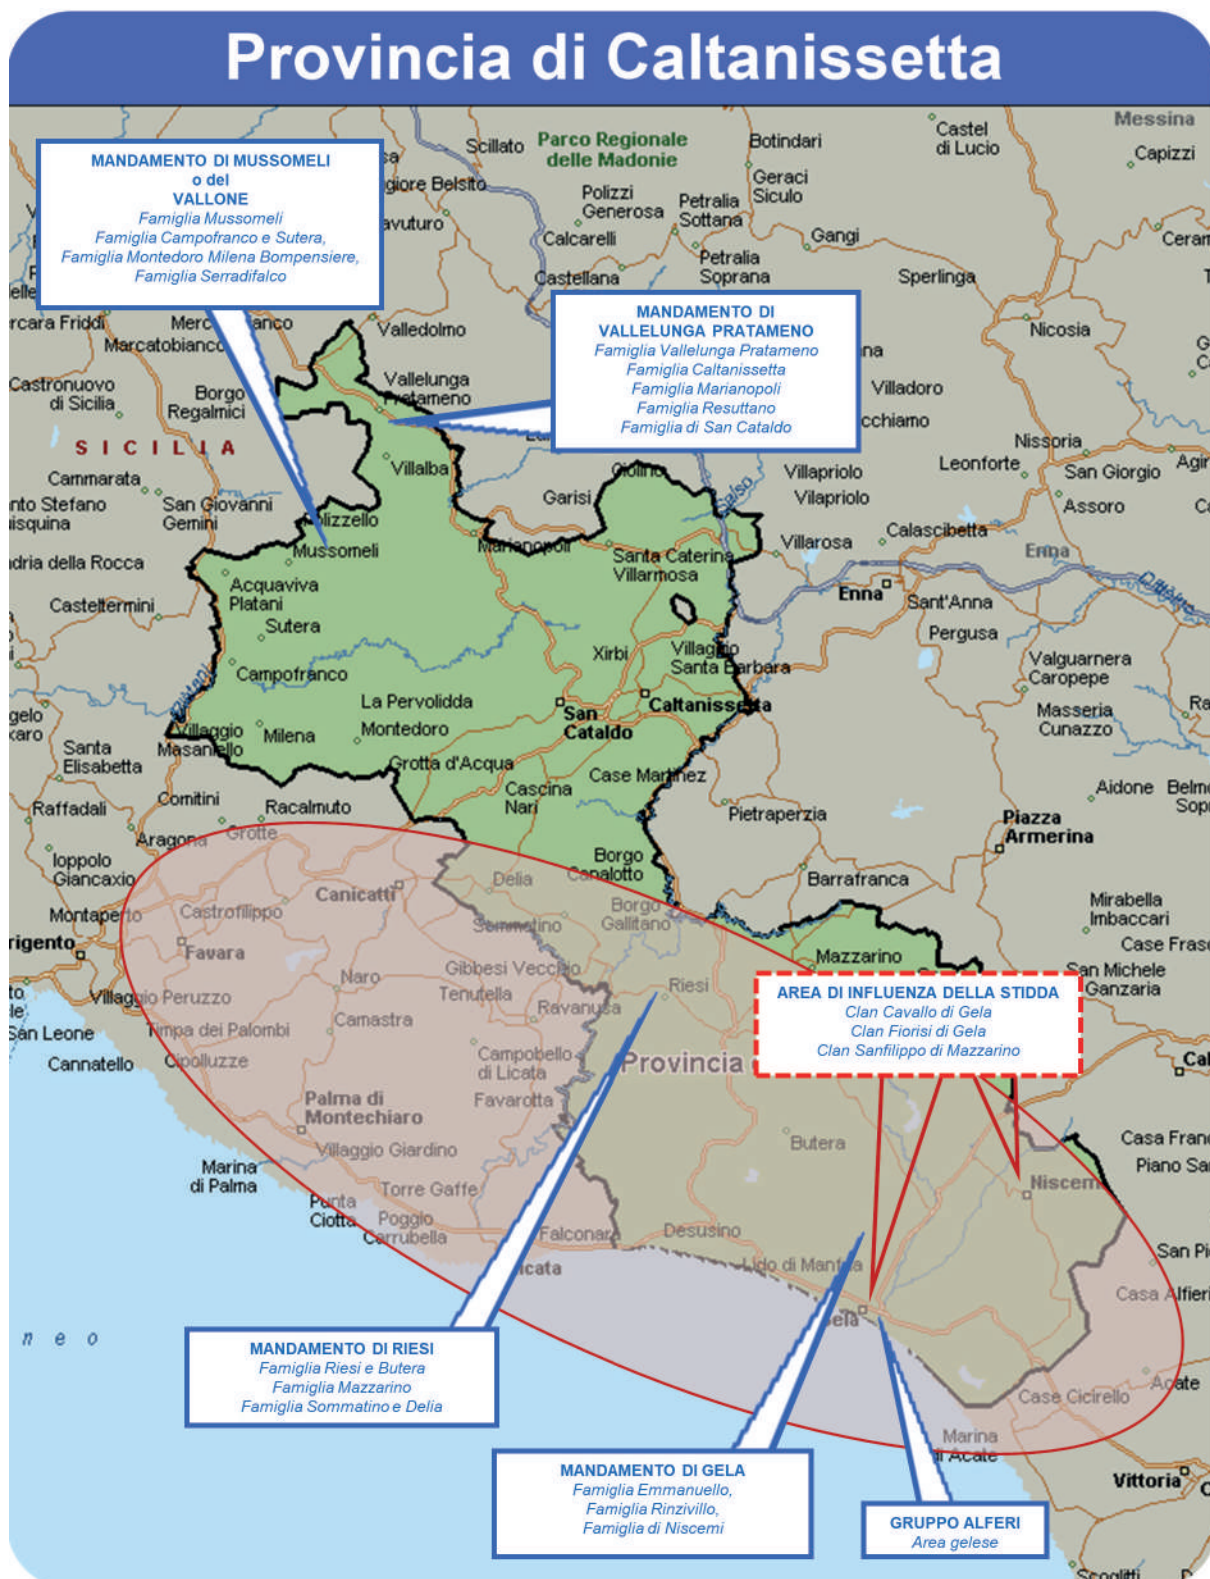 Provincia di Caltanissetta
MANDAMENTO DI MUSSOMELI
o del
VALLONE
Famiglia Mussomeli
Famiglia Campofranco e Sutera,
Famiglia Montedoro Milena Bompensiere,
Famiglia Serradifalco
MANDAMENTO DI
VALLELUNGA PRATAMENO
Famiglia Vallelunga Pratameno
Famiglia Caltanissetta
Famiglia Marianopoli
Famiglia Resuttano
Famiglia di San Cataldo
AREA DI INFLUENZA DELLA STIDDA
Clan Cavallo di Gela
Clan Fiorisi di Gela
Clan Sanfilippo di Mazzarino
MANDAMENTO DI RIESI
Famiglia Riesi e Butera
Famiglia Mazzarino
Famiglia Sommatino e Delia
MANDAMENTO DI GELA
Famiglia Emmanuello,
Famiglia Rinzivillo,
Famiglia di Niscemi
GRUPPO ALFERI
Area gelese
Scillato
Parco Regionale
delle Madonie
Botindari
Castel
di Lucio
Messina
Capizzi
Geraci
Siculo
Polizzi
Generosa
Petralia
Sottana
Calcarelli
Gangi
Petralia
Soprana
Castellana
Sperlinga
Nicosia
Valledolmo
Marcatobianco
Castronuovo
di Sicilia
Borgo
Regalmici
Vallelunga
Pratameno
Villadoro
SICILIA
Villalba
Nissoria
Leonforte
San Giorgio
Assoro
Cammarata
San Giovanni
Gemini
Garisi
Villapriolo
Vilapriolo
Salso
Calascibetta
Mussomeli
Marianopoli
Santa Caterina
Villarmosa
Villarosa
Enna
Enna
Dittaino
Sant'Anna
Pergusa
Acquaviva
Platani
Casteltermini
Sutera
Campofranco
Xirbi
Villaggio
Santa Barbara
Valguarnera
Caropepe
Masseria
Cunazzo
La Pervolidda
San
Cataldo
Caltanissetta
Platani
Villaggio
Masaniello
Milena
Montedoro
Santa
Elisabetta
Grotta d'Acqua
Case Martinez
Cascina
Nari
Aidone
Raffadali
Comitini
Racalmuto
Pietraperzia
Piazza
Armerina
Aragona
Grotte
Ioppolo
Giancaxio
Borgo
Canalotto
Barrafranca
Canicatti
Delia
Mirabella
Imbaccari
Montaperto
Castrofilippo
Sommatino
Borgo
Gallitano
Favara
Mazzarino
San Michele
Ganzaria
Naro
Gibbesi Vecchio
Tenutella
Riesi
Villaggio Peruzzo
Ravanusa
San Leone
Timpa dei Palombi
Camastra
Cannatello
Cipolluzze
Campobello
di Licata
Provincia
Palma di
Montechiaro
Favarotta
Butera
Villaggio Giardino
Marina
di Palma
Niscemi
Torre Gaffe
Punta
Ciotta
Poggio
Carrubella
Falconara
Desusino
Lido di Manfria
Licata
Gela
Casa Alfieri
neo
Case Cicirello
Acate
Marina
di Acate
Vittoria
Scoglitti